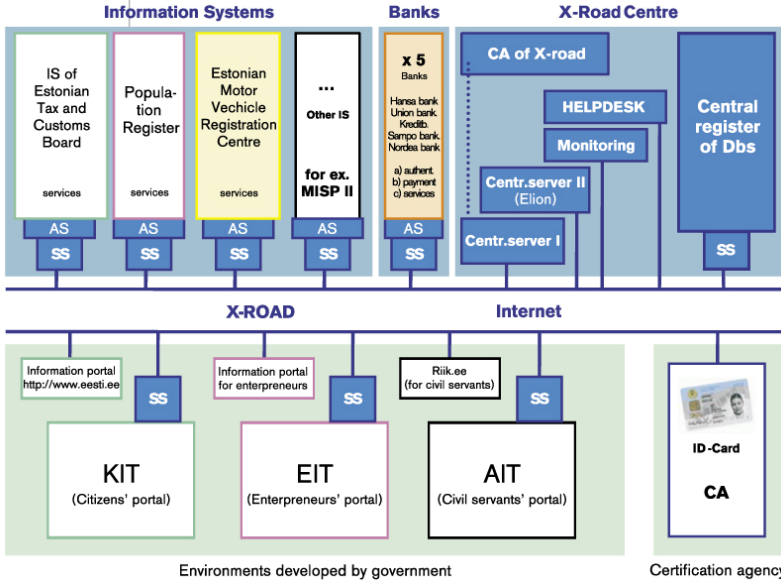 Information Systems
Banks
X-Road Centre
IS of
Estonian
Tax and
Customs
Board
services
AS
SS
Popula-
tion
Register
services
AS
SS
Estonian
Motor
Vechicle
Registration
Centre
services
AS
SS
...
Other IS
for ex.
MISP II
AS
SS
x 5
Banks
Hansa bank
Union bank.
Kreditb.
Sampo bank.
Nordea bank
a) authent.
b) payment
c) services
AS
SS
CA of X-road
HELPDESK
Monitoring
Centr.server II
(Elion)
Centr.server I
Central
register
of Dbs
SS
X-ROAD
Internet
Information portal
http://www.eesti.ee
SS
KIT
(Citizens' portal)
Information portal
for enterpreneurs
SS
EIT
(Enterpreneurs' portal)
Riik.ee
(for civil servants)
SS
AIT
(Civil servants' portal)
ID-Card
CA
Environments developed by government
Certification agency